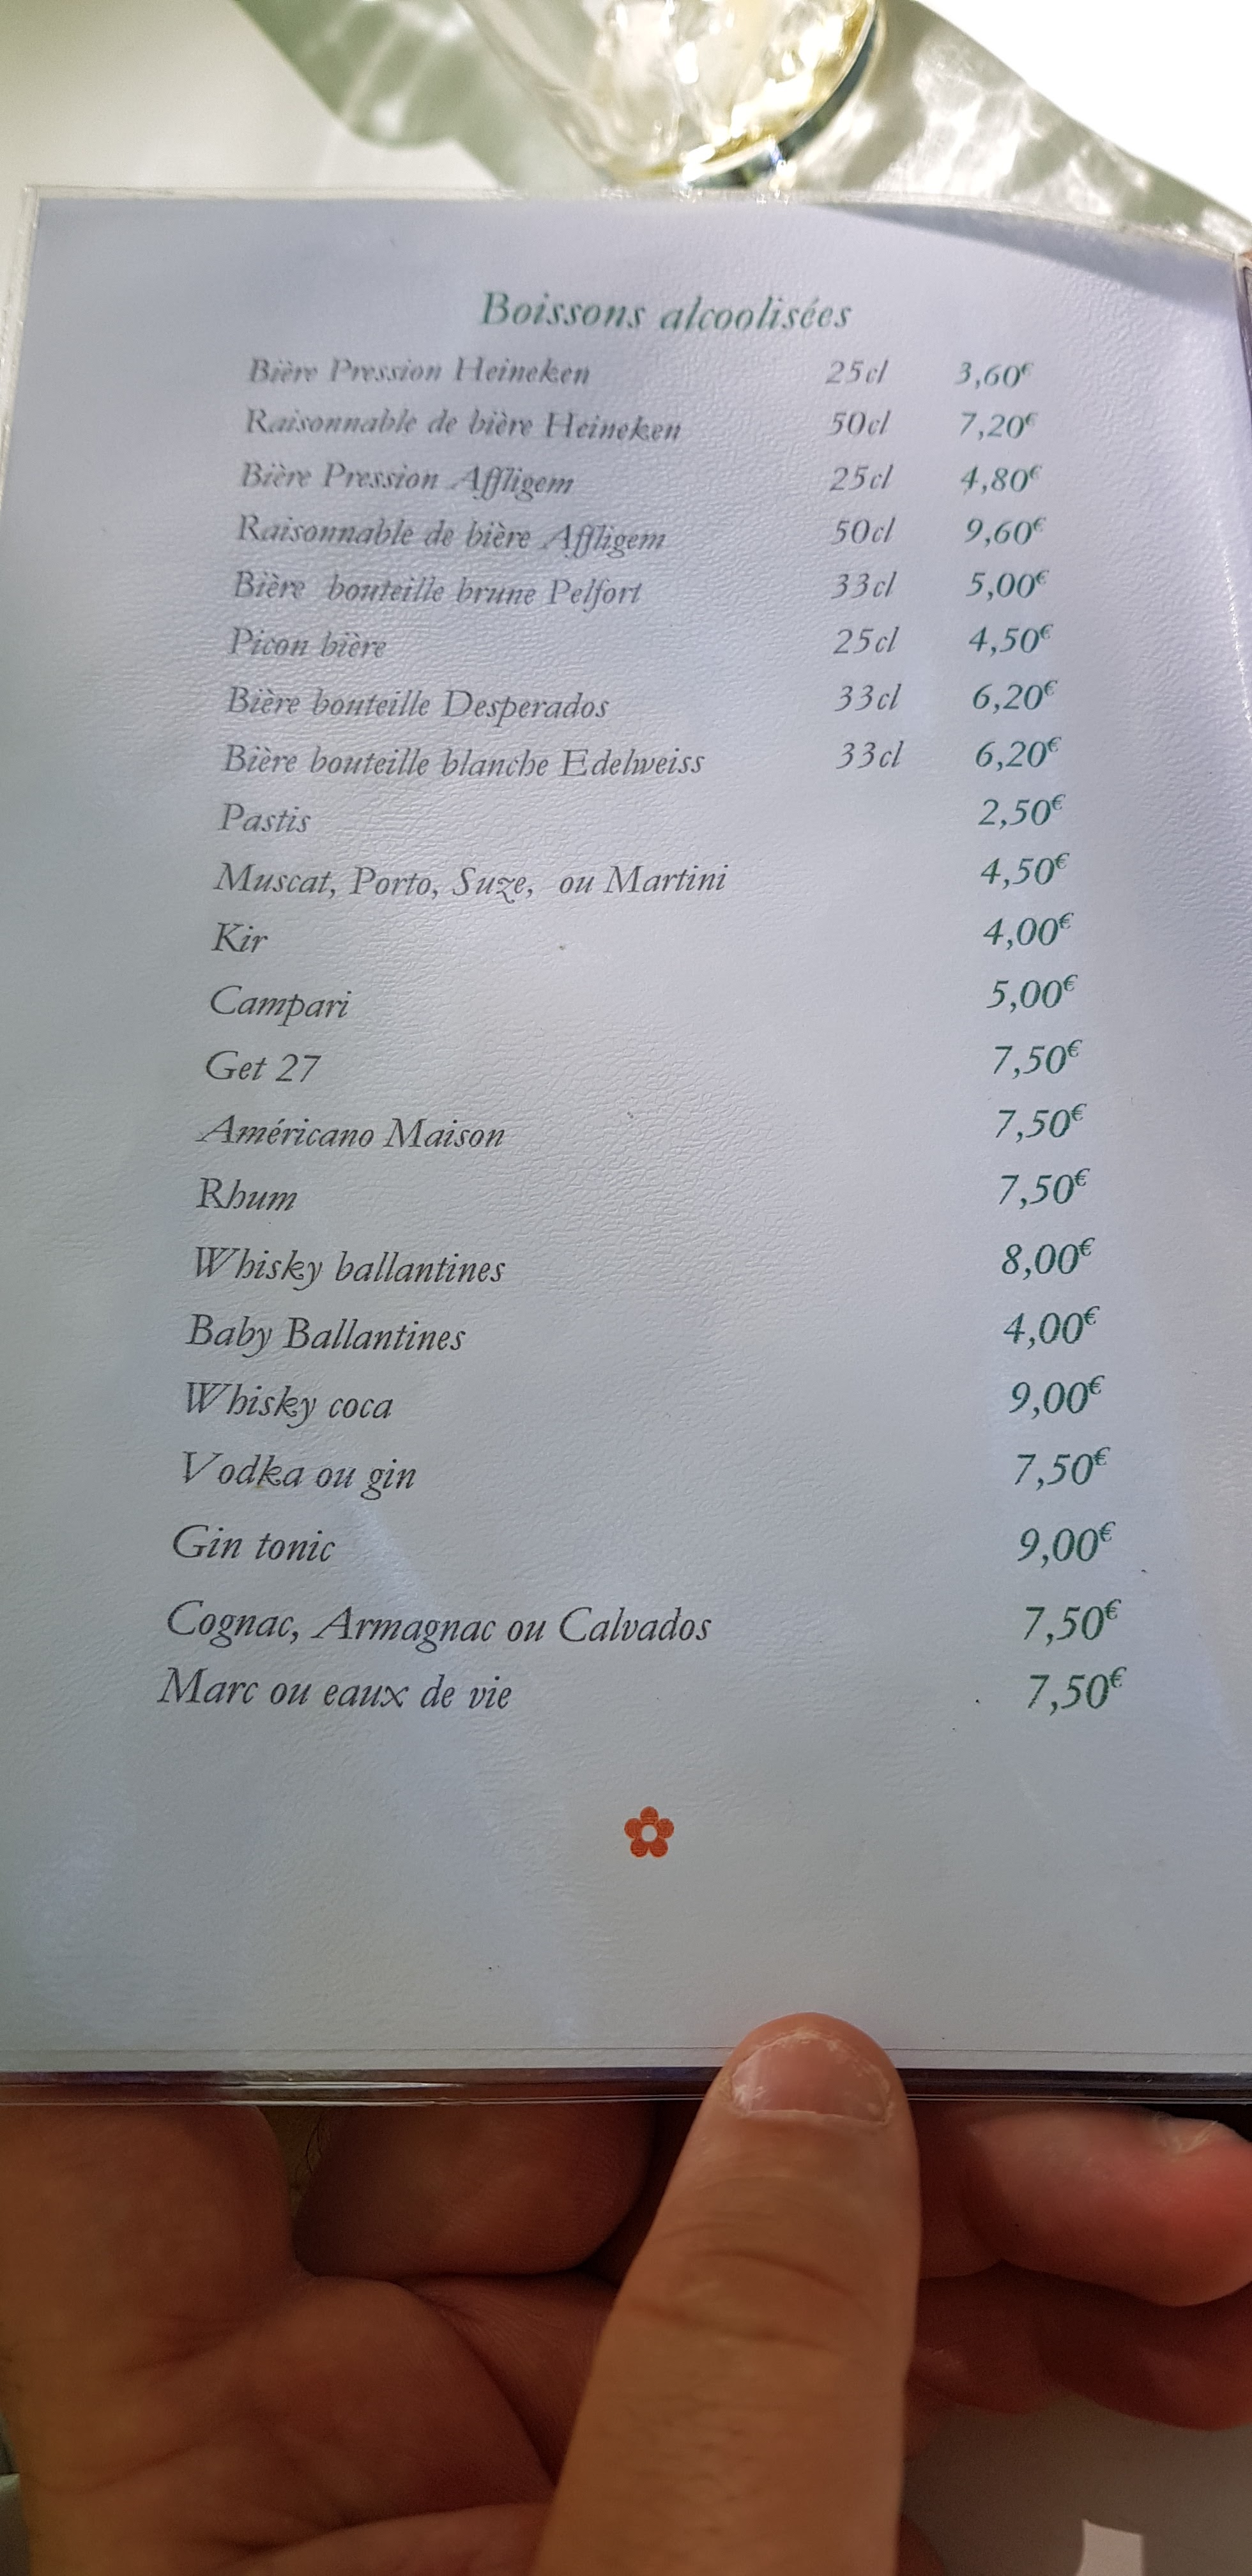 Boissons alcoolisées
Bière Pression Heineken 25cl 3,60€
Raisonnable de bière Heineken 50cl 7,20€
Bière Pression Affligem 25cl 4,80€
Raisonnable de bière Affligem 50cl 9,60€
Bière bouteille brune Pelfort 33cl 5,00€
Picon bière 25cl 4,50€
Bière bouteille Desperados 33cl 6,20€
Bière bouteille blanche Edelweiss 33cl 6,20€
Pastis 2,50€
Muscat, Porto, Suze, ou Martini 4,50€
Kir 4,00€
Campari 5,00€
Get 27 7,50€
Américano Maison 7,50€
Rhum 7,50€
Whisky ballantines 8,00€
Baby Ballantines 4,00€
Whisky coca 9,00€
Vodka ou gin 7,50€
Gin tonic 9,00€
Cognac, Armagnac ou Calvados 7,50€
Marc ou eaux de vie 7,50€